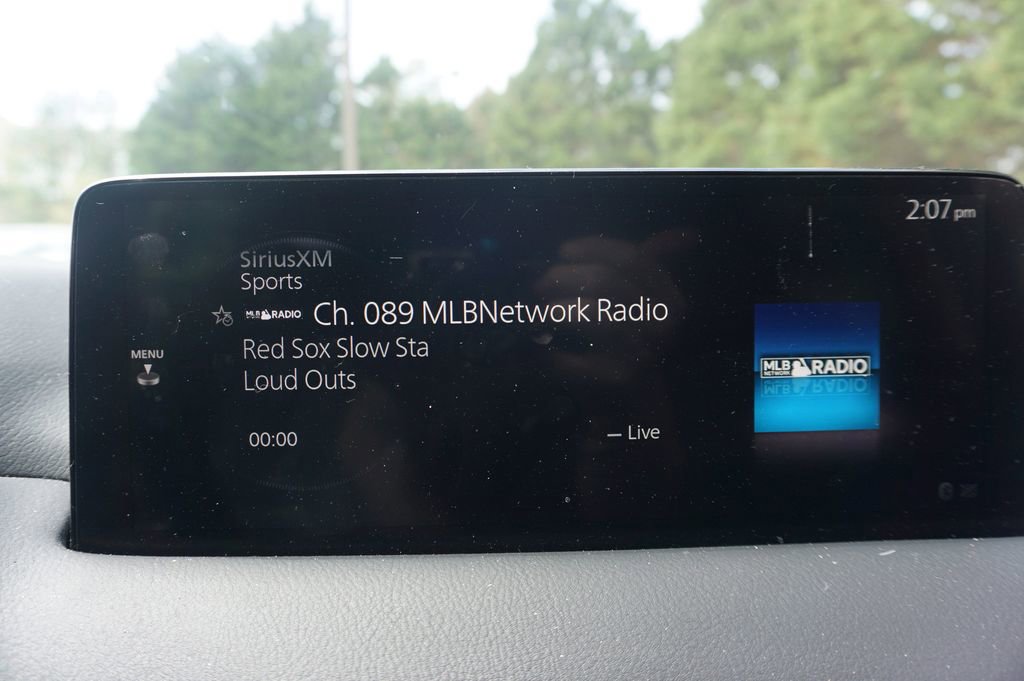 2:07 pm
SiriusXM
Sports
MLB RADIO Ch. 089 MLBNetwork Radio
Red Sox Slow Sta
MENU
Loud Outs
00:00
Live
MLB NETWORK RADIO